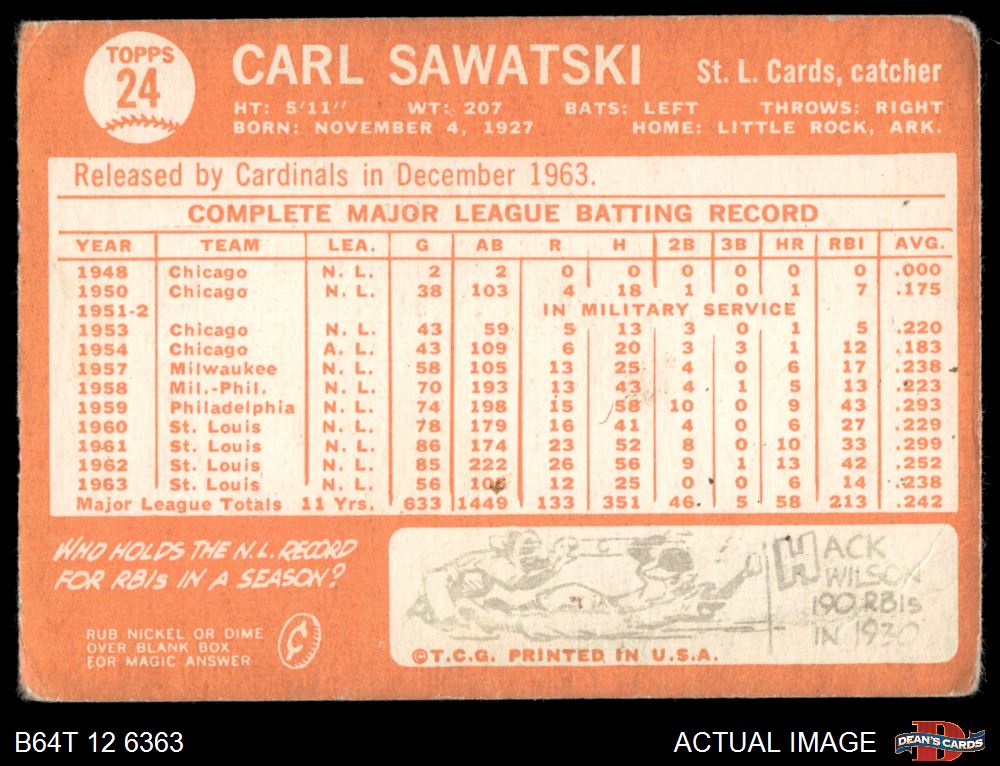 TOPPS
24
CARL SAWATSKI St. L. Cards, catcher
HT: 5'11'' WT: 207 BATS: LEFT THROWS: RIGHT
BORN: NOVEMBER 4, 1927 HOME: LITTLE ROCK, ARK.
Released by Cardinals in December 1963.
COMPLETE MAJOR LEAGUE BATTING RECORD
YEAR TEAM LEA. G AB R H 2B 3B HR RBI AVG.
1948 Chicago N. L. 2 2 0 0 0 0 0 0 .000
1950 Chicago N. L. 38 103 4 18 1 0 1 7 .175
1951-2 IN MILITARY SERVICE
1953 Chicago N. L. 43 59 5 13 3 0 1 5 .220
1954 Chicago A. L. 43 109 6 20 3 3 1 12 .183
1957 Milwaukee N. L. 58 105 13 25 4 0 6 17 .238
1958 Mil.-Phil. N. L. 70 193 13 43 4 1 5 13 .223
1959 Philadelphia N. L. 74 198 15 58 10 0 9 43 .293
1960 St. Louis N. L. 78 179 16 41 4 0 6 27 .229
1961 St. Louis N. L. 86 174 23 52 8 0 10 33 .299
1962 St. Louis N. L. 85 222 26 56 9 1 13 42 .252
1963 St. Louis N. L. 56 12 25 0 0 6 14 .238
Major League Totals 11 Yrs. 633 1449 133 351 46 5 58 213 .242
WHO HOLDS THE N.L. RECORD
FOR RBIs IN A SEASON?
RUB NICKEL OR DIME
OVER BLANK BOX
FOR MAGIC ANSWER
HACK
WILSON
190 RBIs
IN 1930
©T.C.G. PRINTED IN U.S.A.
B64T 12 6363 ACTUAL IMAGE DEAN'S CARDS